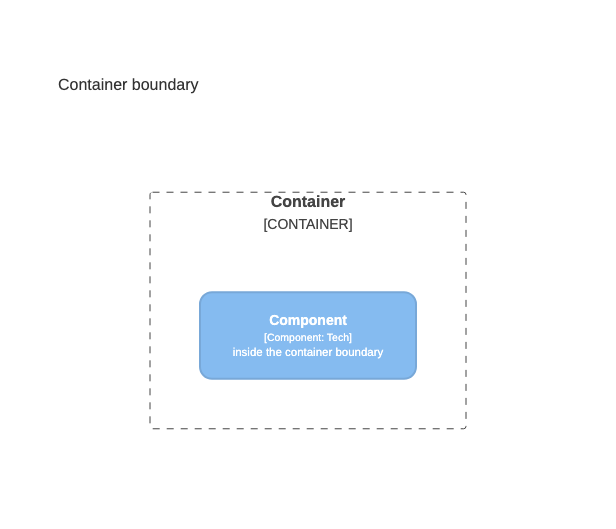 Container boundary
Container
[CONTAINER]
Component
[Component: Tech]
inside the container boundary